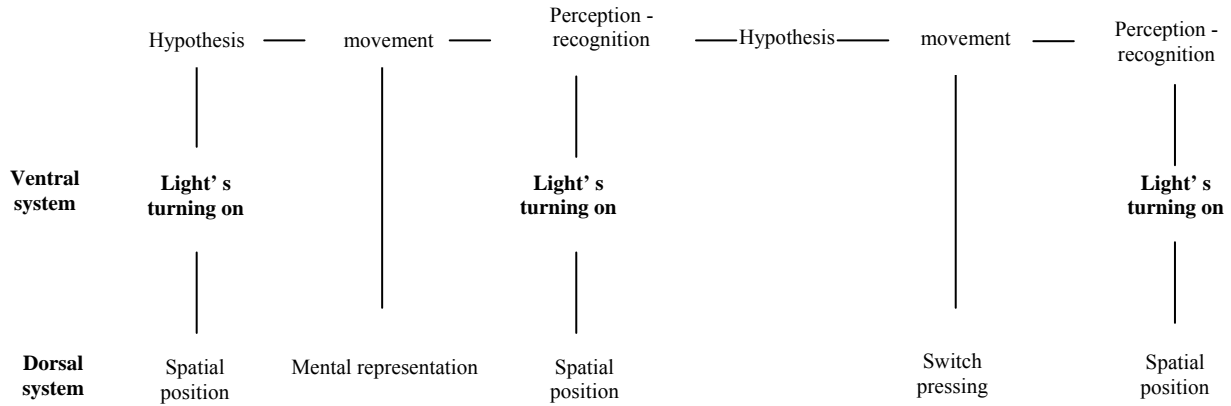 Hypothesis — movement — Perception - recognition — Hypothesis — movement — Perception - recognition
Ventral system
Light' s turning on
Light' s turning on
Light' s turning on
Dorsal system
Spatial position
Mental representation
Spatial position
Switch pressing
Spatial position